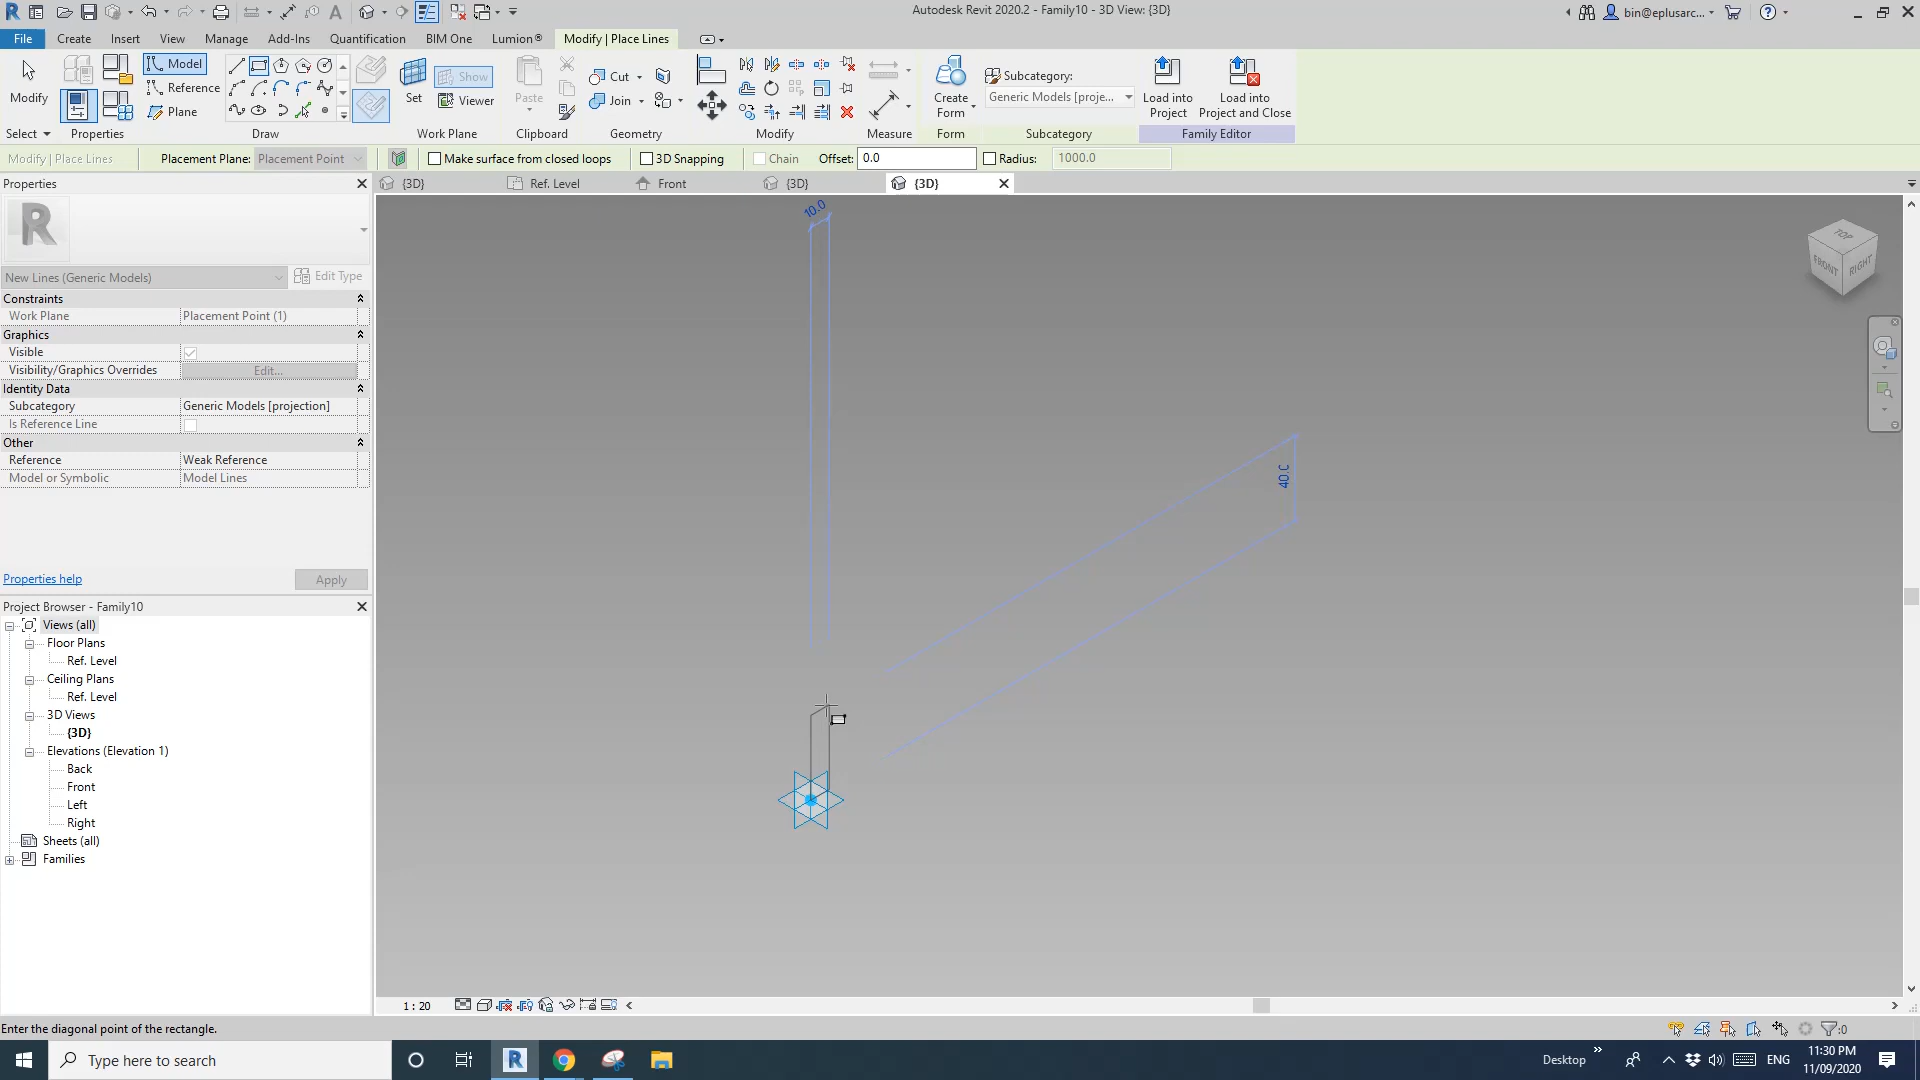 Autodesk Revit 2020.2 - Family10 - 3D View: {3D}
bin@eplusarc...
File Create Insert View Manage Add-Ins Quantification BIM One Lumion® Modify | Place Lines
Modify
Select
Properties
Model
Reference
Plane
Draw
Set
Show
Viewer
Work Plane
Paste
Clipboard
Cut
Join
Geometry
Modify
Measure
Create
Form
Form
Subcategory:
Generic Models [proje...
Subcategory
Load into
Project
Load into
Project and Close
Family Editor
Modify | Place Lines Placement Plane: Placement Point Make surface from closed loops 3D Snapping Chain Offset: 0.0 Radius: 1000.0
Properties
{3D} Ref. Level Front {3D} {3D}
New Lines (Generic Models) Edit Type
Constraints
Work Plane Placement Point (1)
Graphics
Visible
Visibility/Graphics Overrides Edit...
Identity Data
Subcategory Generic Models [projection]
Is Reference Line
Other
Reference Weak Reference
Model or Symbolic Model Lines
Properties help Apply
Project Browser - Family10
Views (all)
Floor Plans
Ref. Level
Ceiling Plans
Ref. Level
3D Views
{3D}
Elevations (Elevation 1)
Back
Front
Left
Right
Sheets (all)
Families
10.0
40.0
TOP
FRONT
RIGHT
1 : 20
Enter the diagonal point of the rectangle.
:0
Type here to search
Desktop
ENG
11:30 PM
11/09/2020